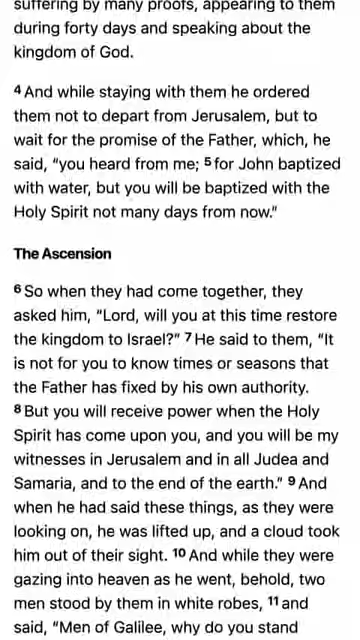 suffering by many proofs, appearing to them
during forty days and speaking about the
kingdom of God.
4 And while staying with them he ordered
them not to depart from Jerusalem, but to
wait for the promise of the Father, which, he
said, “you heard from me; 5 for John baptized
with water, but you will be baptized with the
Holy Spirit not many days from now.”
The Ascension
6 So when they had come together, they
asked him, “Lord, will you at this time restore
the kingdom to Israel?” 7 He said to them, “It
is not for you to know times or seasons that
the Father has fixed by his own authority.
8 But you will receive power when the Holy
Spirit has come upon you, and you will be my
witnesses in Jerusalem and in all Judea and
Samaria, and to the end of the earth.” 9 And
when he had said these things, as they were
looking on, he was lifted up, and a cloud took
him out of their sight. 10 And while they were
gazing into heaven as he went, behold, two
men stood by them in white robes, 11 and
said, “Men of Galilee, why do you stand